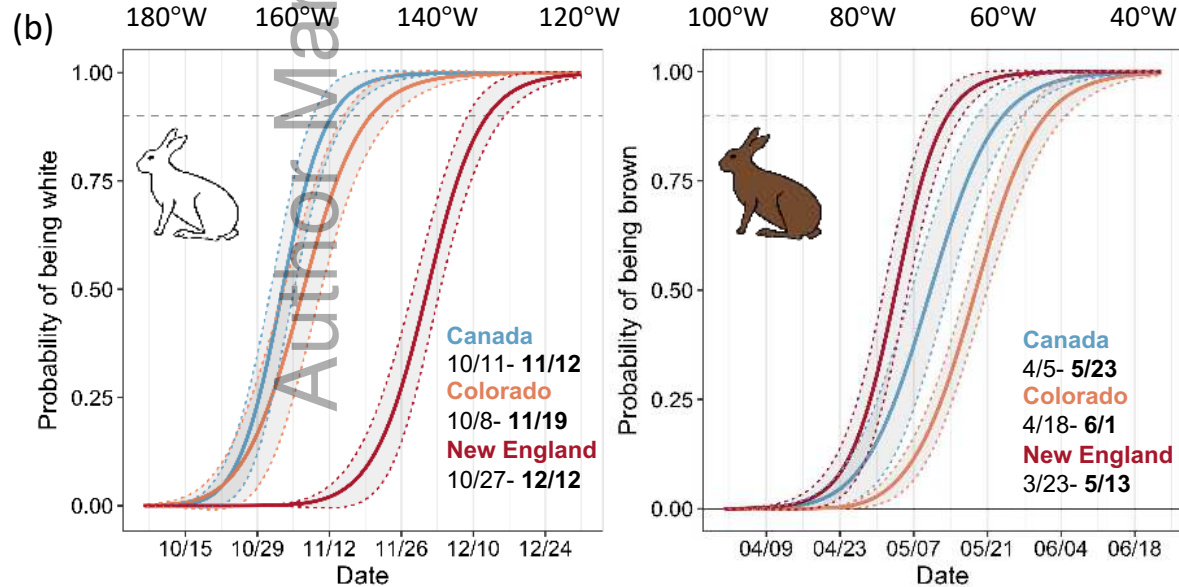 180°W 160°W 140°W 120°W 100°W 80°W 60°W 40°W
(b)
Author Man
Probability of being white
1.00
0.75
0.50
0.25
0.00
Canada
10/11- 11/12
Colorado
10/8- 11/19
New England
10/27- 12/12
10/15 10/29 11/12 11/26 12/10 12/24
Date
Probability of being brown
1.00
0.75
0.50
0.25
0.00
Canada
4/5- 5/23
Colorado
4/18- 6/1
New England
3/23- 5/13
04/09 04/23 05/07 05/21 06/04 06/18
Date